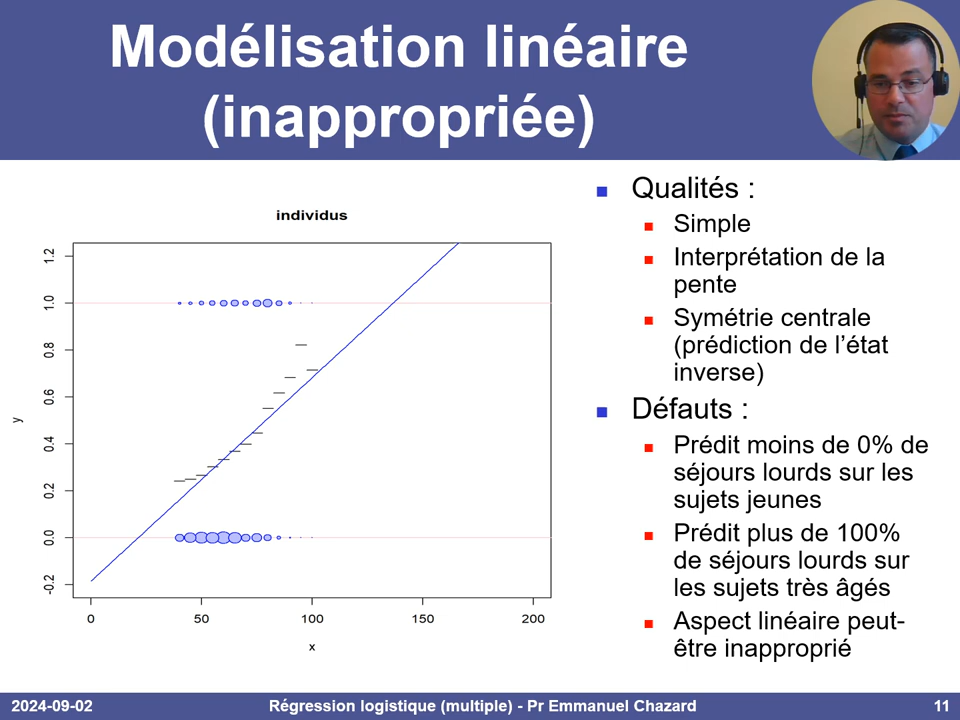 Modélisation linéaire
(inappropriée)
individus
1.2
1.0
0.8
0.6
0.4
0.2
0.0
-0.2
y
0
50
100
150
200
x
Qualités :
Simple
Interprétation de la
pente
Symétrie centrale
(prédiction de l’état
inverse)
Défauts :
Prédit moins de 0% de
séjours lourds sur les
sujets jeunes
Prédit plus de 100%
de séjours lourds sur
les sujets très âgés
Aspect linéaire peut-
être inapproprié
2024-09-02
Régression logistique (multiple) - Pr Emmanuel Chazard
11